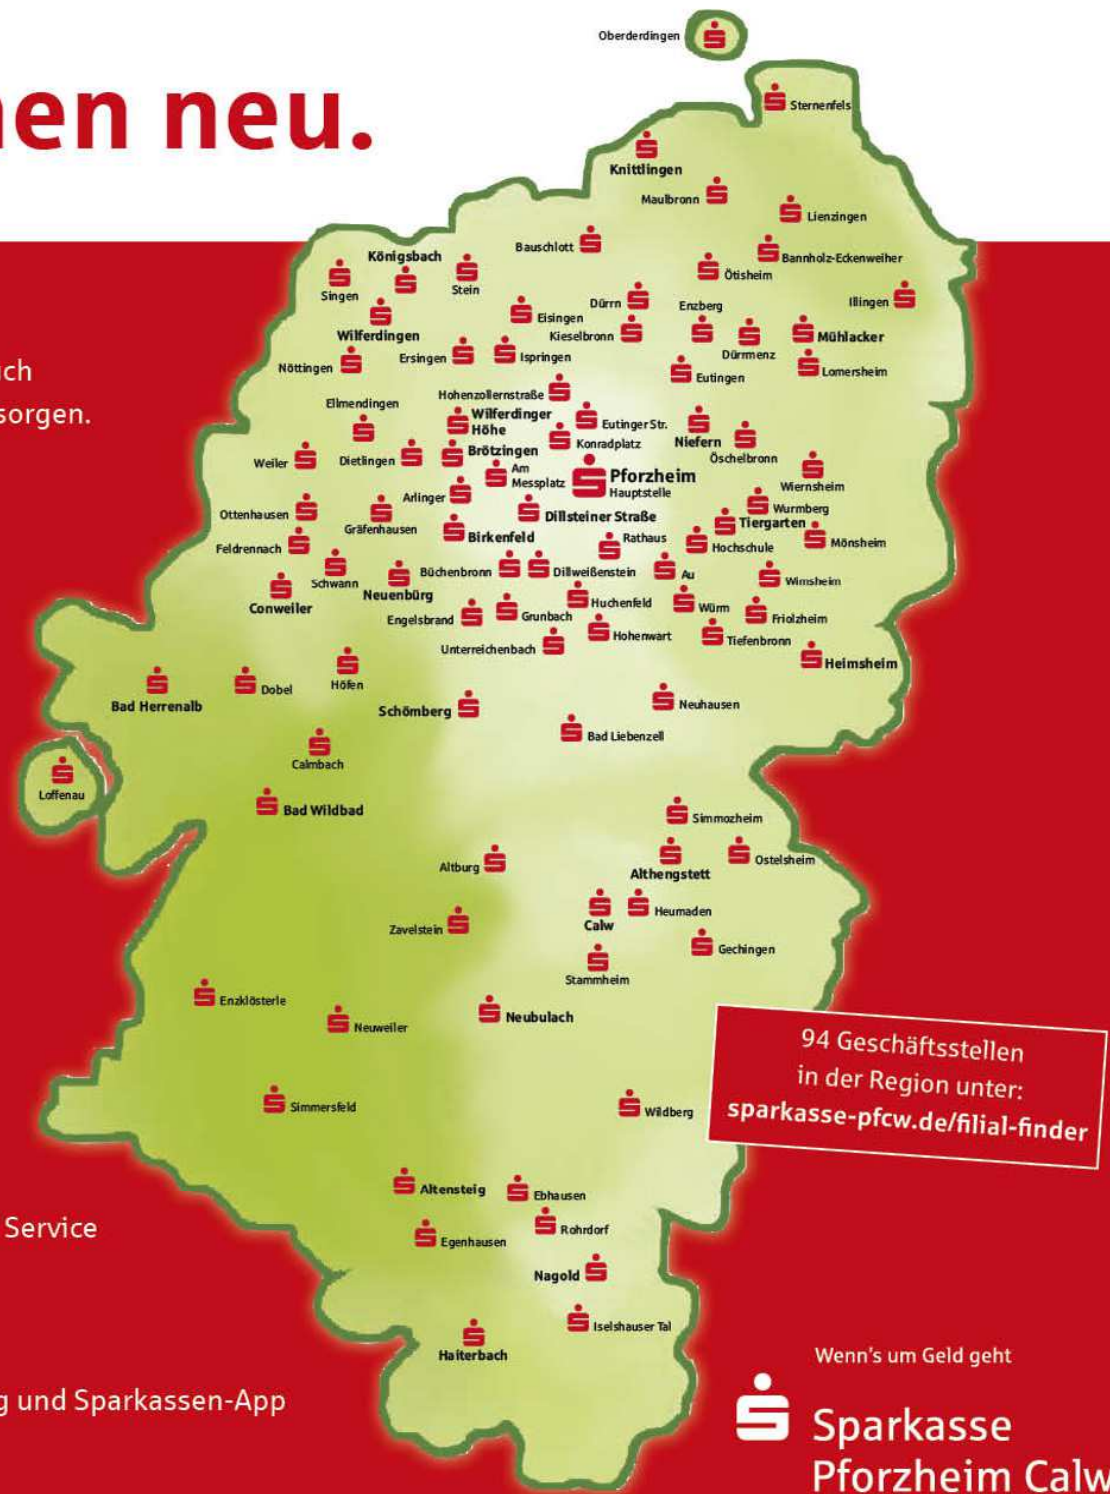 nen neu.
ch
sorgen.
Service
g und Sparkassen-App
Oberderdingen
Sternenfels
Knittlingen
Maulbronn
Lienzingen
Bauschlott
Bannholz-Eckenweiher
Königsbach
Ötisheim
Stein
Singen
Illingen
Dürrn
Enzberg
Eisingen
Wilferdingen
Kieselbronn
Mühlacker
Dürrmenz
Ersingen
Ispringen
Nöttingen
Lomersheim
Eutingen
Hohenzollernstraße
Ellmendingen
Wilferdinger
Höhe
Eutinger Str.
Niefern
Konradplatz
Brötzingen
Öschelbronn
Weiler
Dietlingen
Am
Messplatz
Pforzheim
Hauptstelle
Wiernsheim
Arlinger
Wurmberg
Ottenhausen
Dillsteiner Straße
Tiergarten
Gräfenhausen
Birkenfeld
Rathaus
Mönsheim
Feldrennach
Hochschule
Büchenbronn
Dillweißenstein
Au
Schwann
Wimsheim
Neuenbürg
Huchenfeld
Conweiler
Würm
Grunbach
Engelsbrand
Friolzheim
Hohenwart
Tiefenbronn
Unterreichenbach
Heimsheim
Höfen
Dobel
Bad Herrenalb
Neuhausen
Schömberg
Bad Liebenzell
Calmbach
Loffenau
Bad Wildbad
Simmozheim
Altburg
Ostelsheim
Althengstett
Heumaden
Calw
Zavelstein
Gechingen
Stammheim
Enzklösterle
Neubulach
Neuweiler
Simmersfeld
Wildberg
94 Geschäftsstellen
in der Region unter:
sparkasse-pfcw.de/filial-finder
Altensteig
Ebhausen
Rohrdorf
Egenhausen
Nagold
Iselshauser Tal
Haiterbach
Wenn's um Geld geht
Sparkasse
Pforzheim Calw